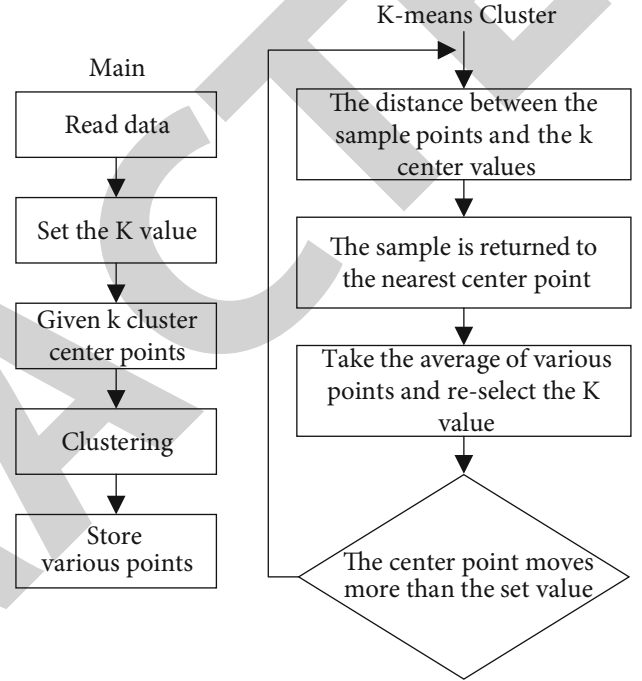 Main
Read data
Set the K value
Given k cluster
center points
Clustering
Store
various points
K-means Cluster
The distance between the
sample points and the k
center values
The sample is returned to
the nearest center point
Take the average of various
points and re-select the K
value
The center point moves
more than the set value